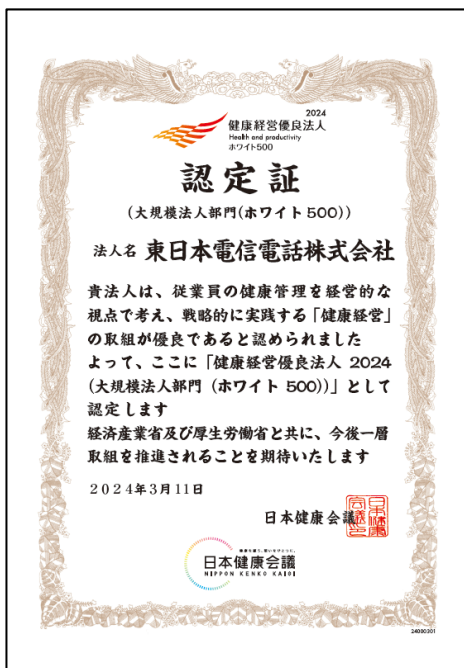 2024
健康経営優良法人
Health and productivity
ホワイト500
認定証
(大規模法人部門(ホワイト500))
法人名 東日本電信電話株式会社
貴法人は、従業員の健康管理を経営的な
視点で考え、戦略的に実践する「健康経営」
の取組が優良であると認められました
よって、ここに「健康経営優良法人 2024
(大規模法人部門（ホワイト 500))」として
認定します
経済産業省及び厚生労働省と共に、今後一層
取組を推進されることを期待いたします
2024年3月11日
日本健康会議
日本健康会議
NIPPON KENKO KAIGI
24000301